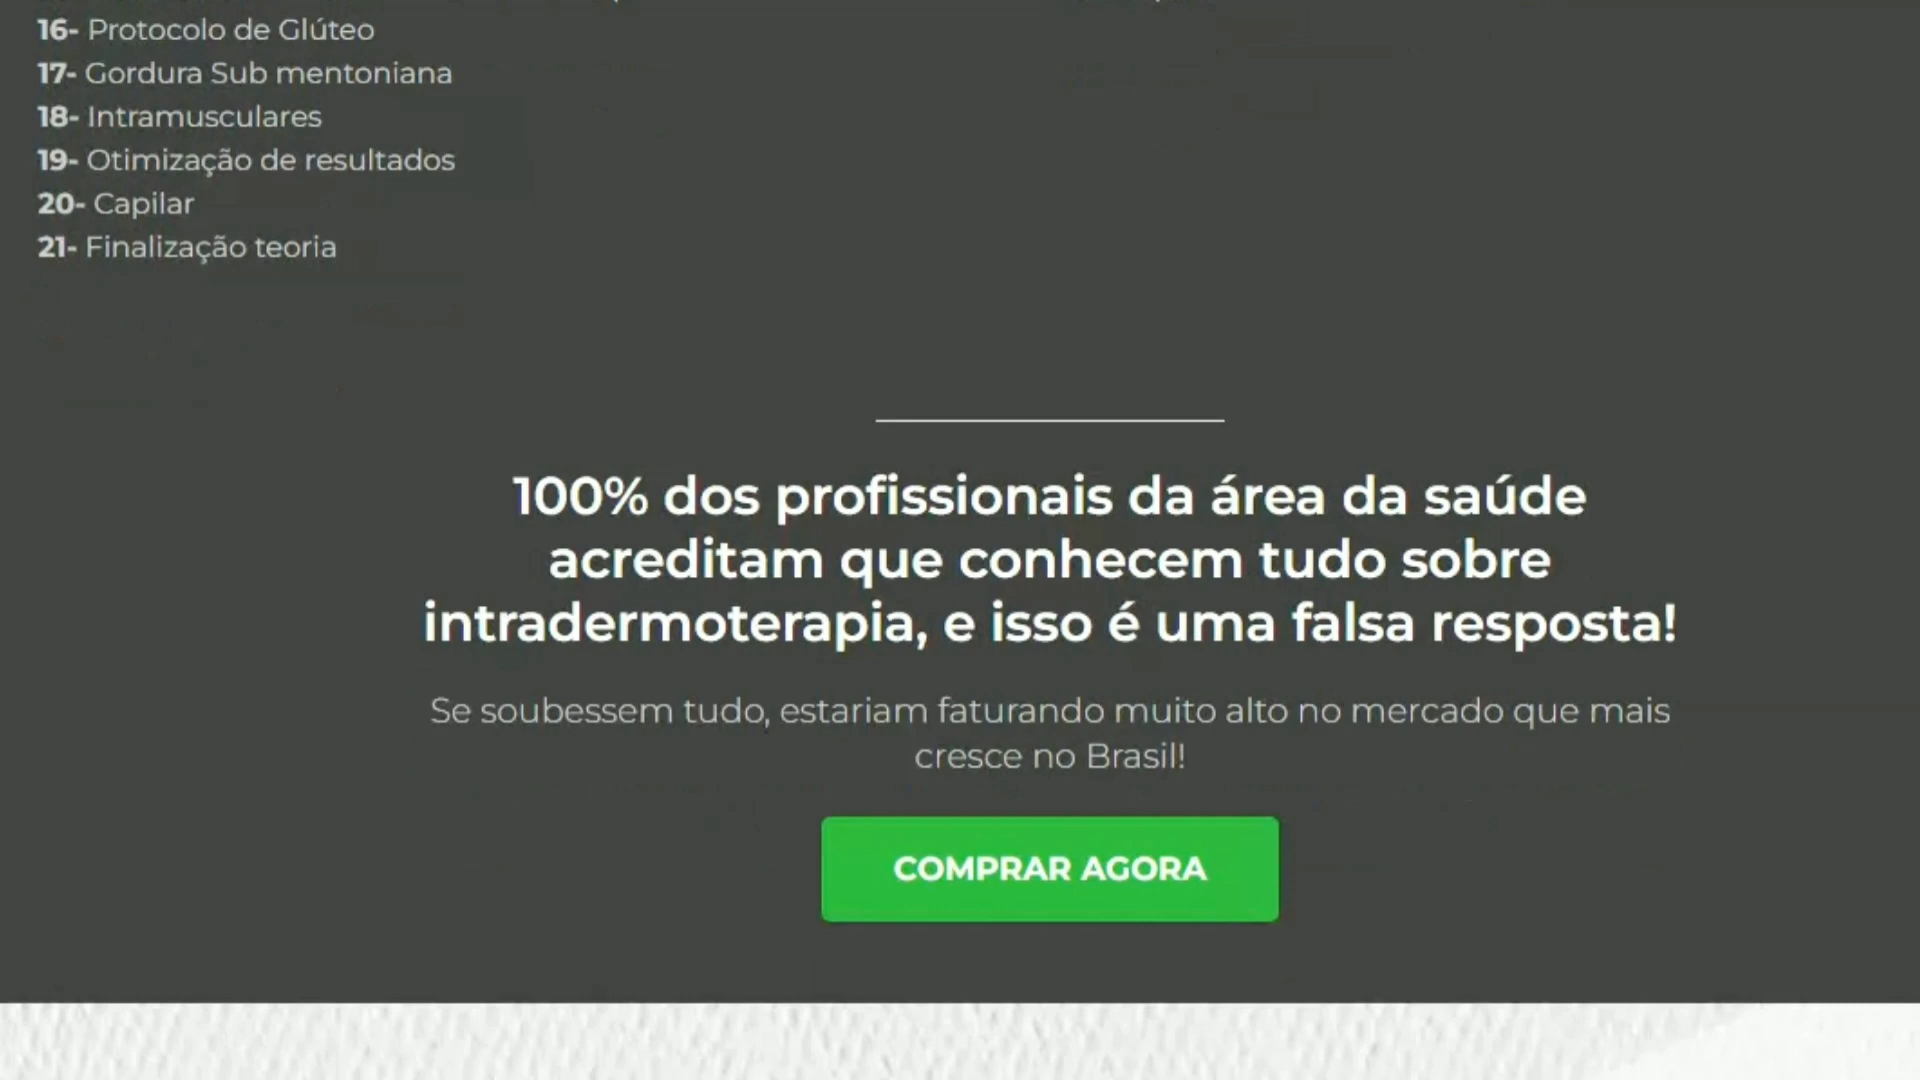 16- Protocolo de Glúteo
17- Gordura Sub mentoniana
18- Intramusculares
19- Otimização de resultados
20- Capilar
21- Finalização teoria
100% dos profissionais da área da saúde
acreditam que conhecem tudo sobre
intradermoterapia, e isso é uma falsa resposta!
Se soubessem tudo, estariam faturando muito alto no mercado que mais
cresce no Brasil!
COMPRAR AGORA